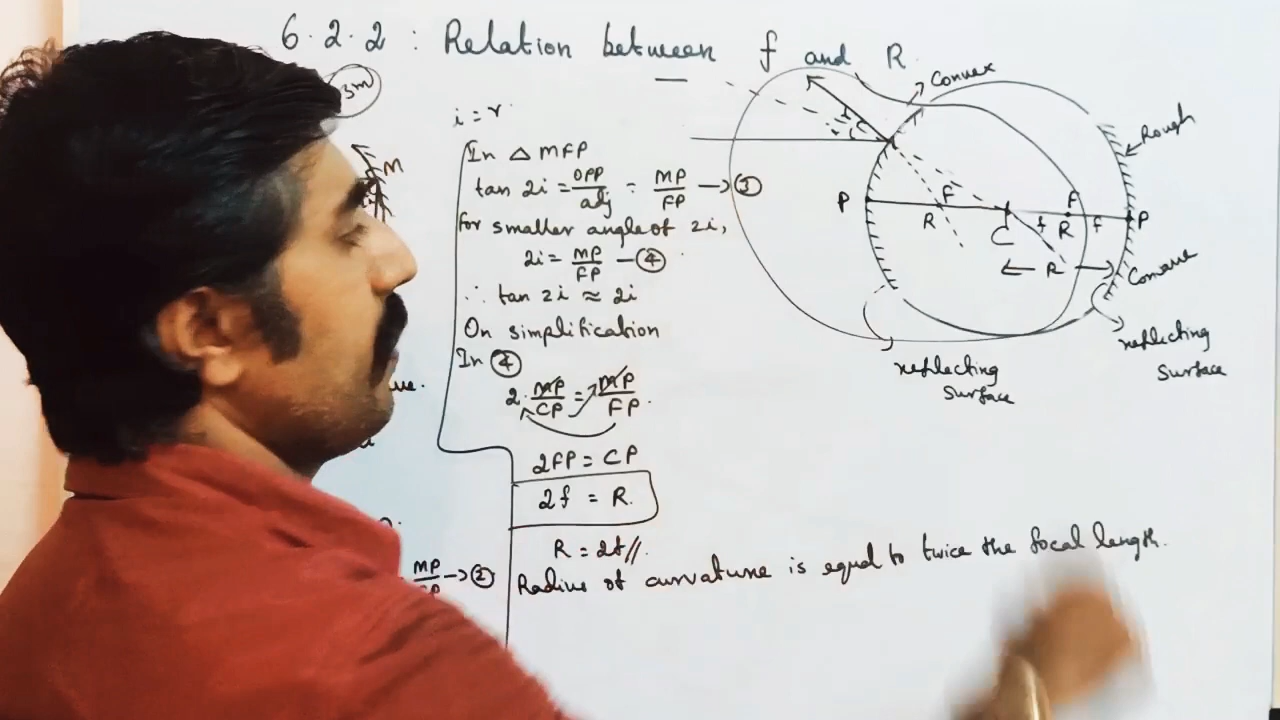 6.2.2 : Relation between f and R.
3m
i = r
In △ MFP
tan 2i = opp/adj = MP/FP → ③
for smaller angle of 2i,
2i = MP/FP — ④
∴ tan 2i ≈ 2i
On simplification
In ④
2·MP/CP = MP/FP.
2FP = CP
2f = R.
R = 2f//.
Radius of curvature is equal to twice the focal length.
MP → ②
M
Convex
Rough
P
F
R
C
f
F
R
f
P
R
Concave
reflecting
surface
reflecting
surface